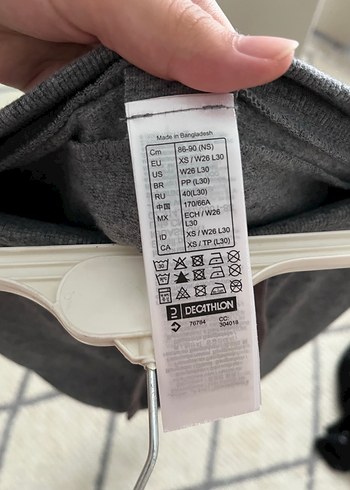 Made in Bangladesh
Cm 86-90 (NS)
EU XS / W26 L30
US W26 L30
BR PP (L30)
RU 40(L30)
中国 170/66A
MX ECH / W26 L30
ID XS / W26 L30
CA XS / TP (L30)
DECATHLON
76784 CC: 304018